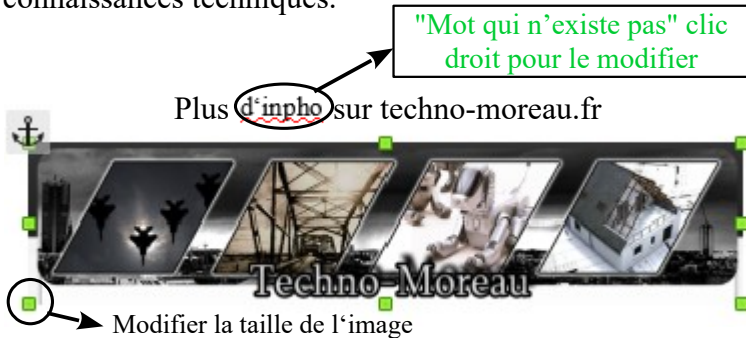 connaissances techniques.
"Mot qui n’existe pas" clic
droit pour le modifier
Plus d‘inpho sur techno-moreau.fr
Techno-Moreau
Modifier la taille de l‘image